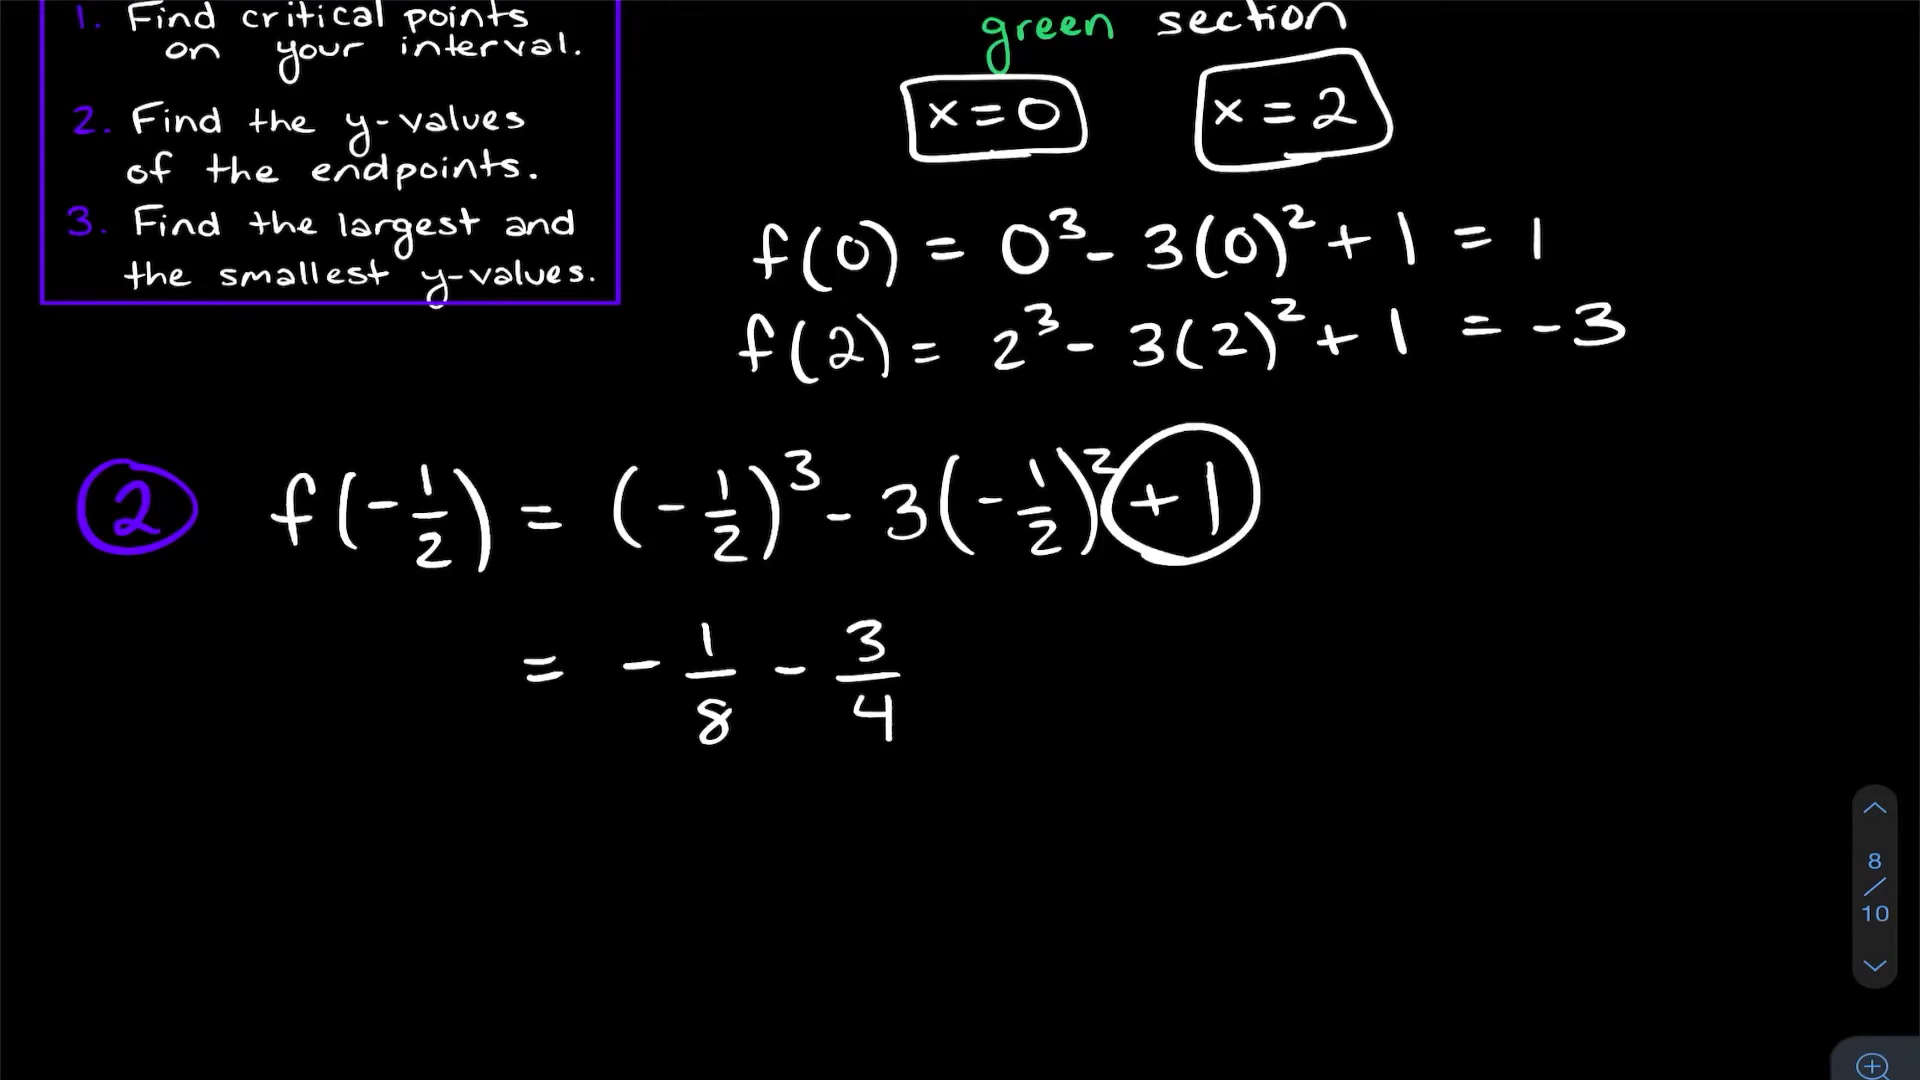 1. Find critical points
on your interval.
2. Find the y-values
of the endpoints.
3. Find the largest and
the smallest y-values.
green section
x=0
x=2
f(0) = 0³ - 3(0)² + 1 = 1
f(2) = 2³ - 3(2)² + 1 = -3
2 f(-1/2) = (-1/2)³ - 3(-1/2)² + 1
= - 1/8 - 3/4
8
/
10